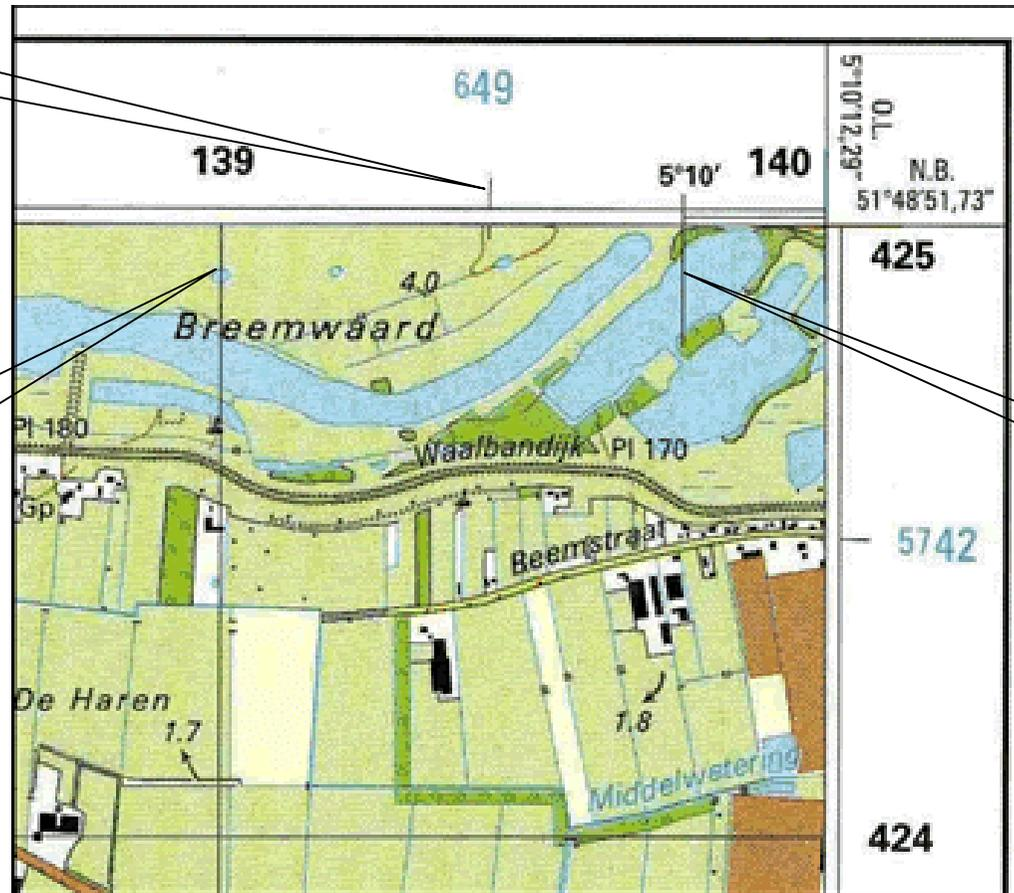 649
139
5°10'
140
O.L.
5°10'12,29"
N.B.
51°48'51,73"
425
4.0
Breemwaard
Pl 180
Waalbandijk
Pl 170
Gp
Beemstraat
5742
De Haren
1.7
1.8
Middelwetering
424